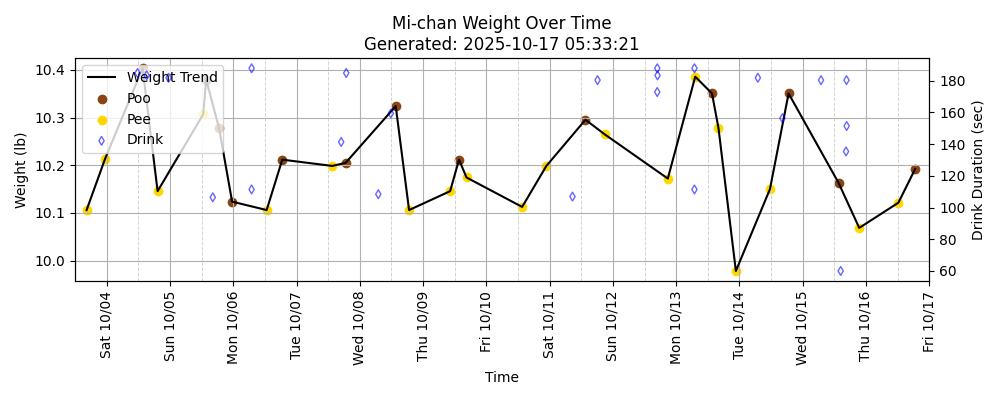 Mi-chan Weight Over Time
Generated: 2025-10-17 05:33:21
Weight (lb)
10.4
10.3
10.2
10.1
10.0
Weight Trend
Poo
Pee
Drink
180
160
140
120
100
80
60
Drink Duration (sec)
Sat 10/04
Sun 10/05
Mon 10/06
Tue 10/07
Wed 10/08
Thu 10/09
Fri 10/10
Sat 10/11
Sun 10/12
Mon 10/13
Tue 10/14
Wed 10/15
Thu 10/16
Fri 10/17
Time